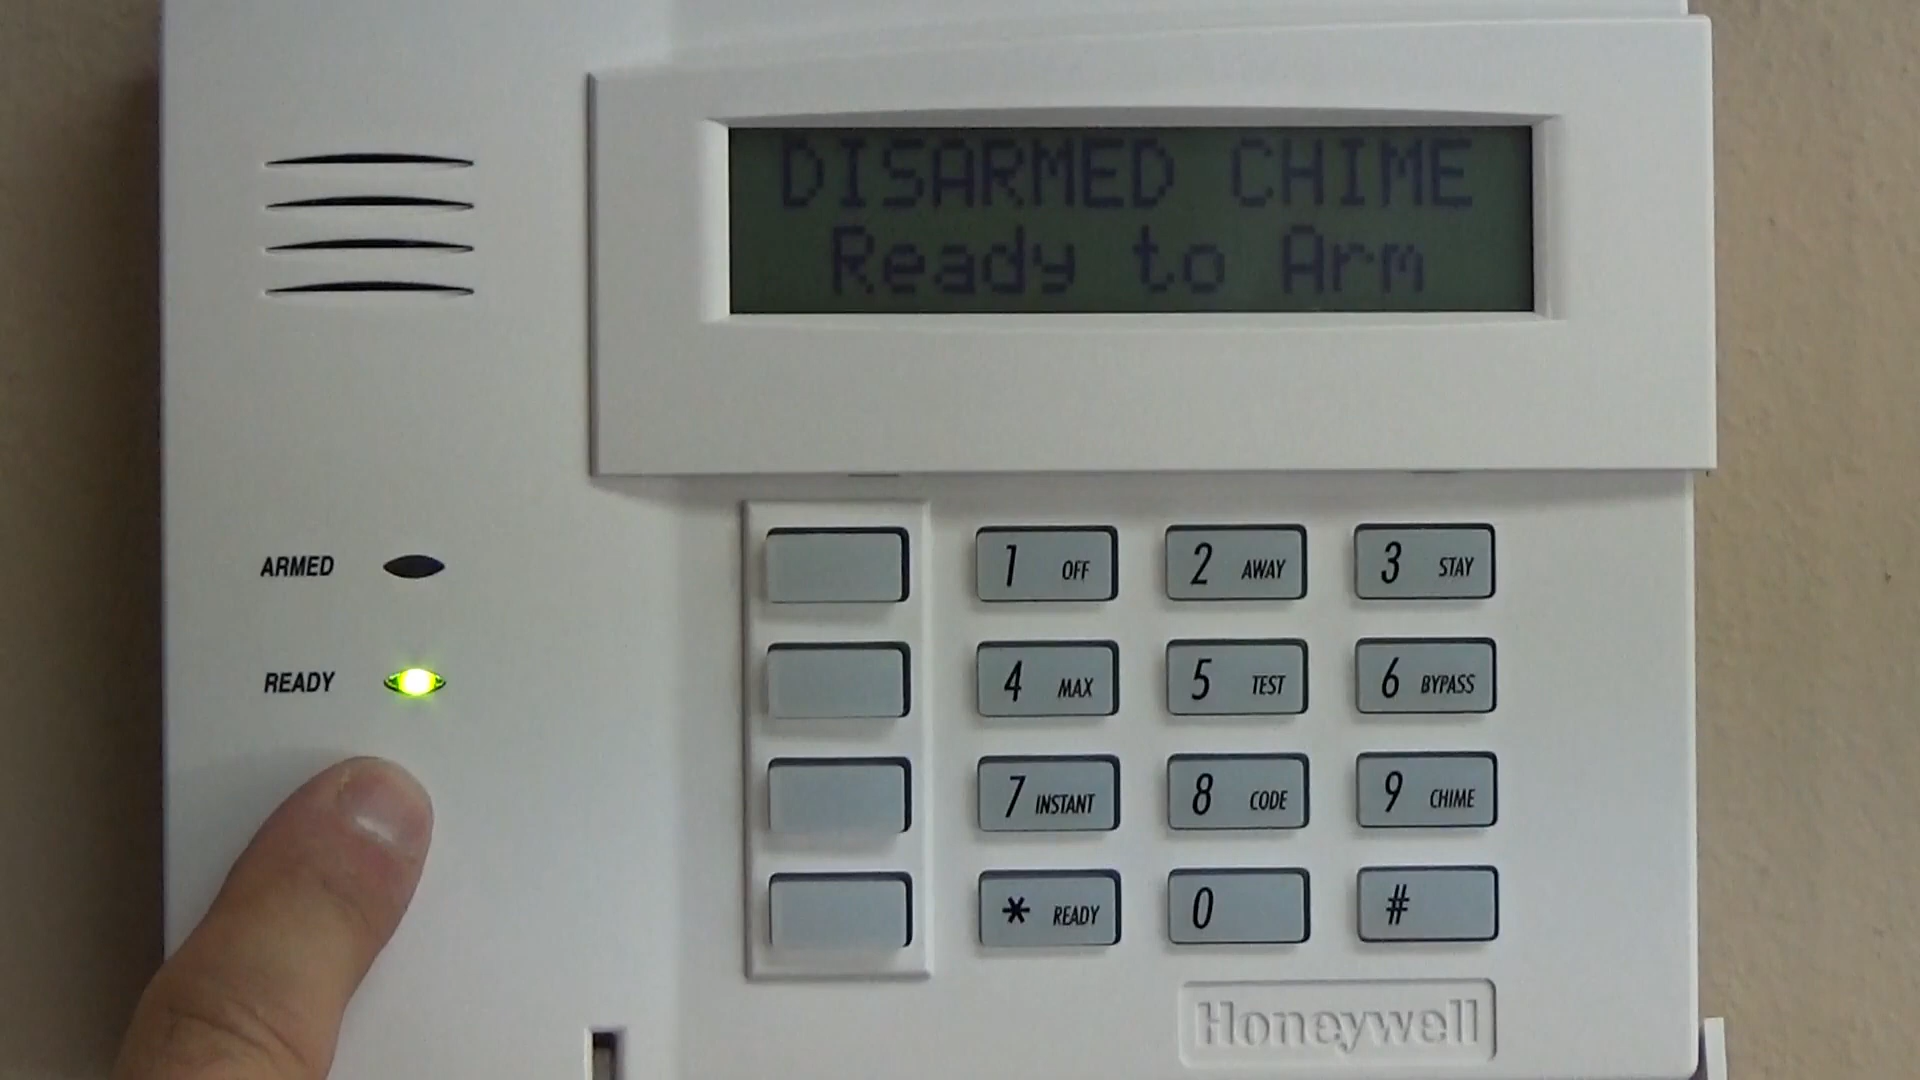 DISARMED CHIME
Ready to Arm
ARMED
READY
1 OFF
2 AWAY
3 STAY
4 MAX
5 TEST
6 BYPASS
7 INSTANT
8 CODE
9 CHIME
* READY
0
#
Honeywell